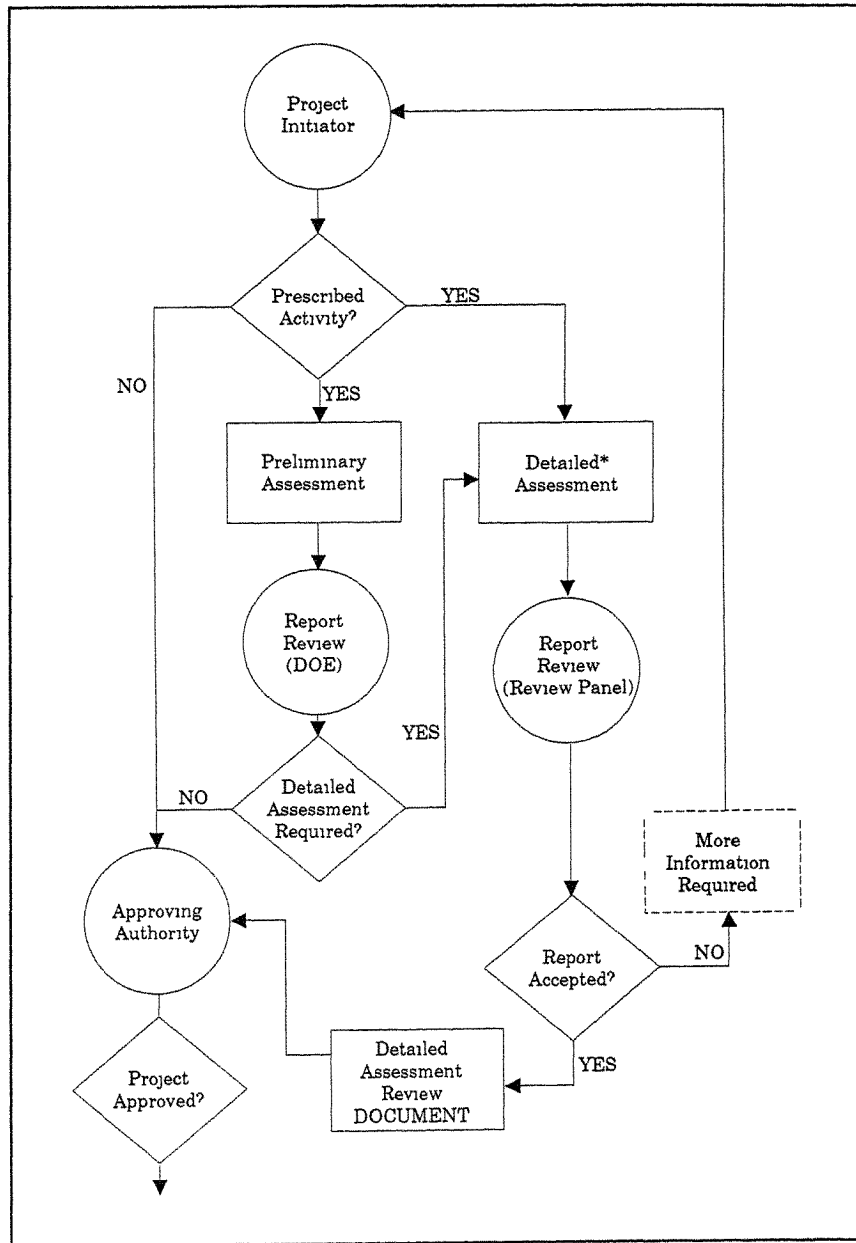 Project
Initiator
Prescribed
Activity?
YES
NO
YES
Preliminary
Assessment
Detailed*
Assessment
Report
Review
(DOE)
Report
Review
(Review Panel)
YES
NO
Detailed
Assessment
Required?
More
Information
Required
Approving
Authority
Report
Accepted?
NO
YES
Detailed
Assessment
Review
DOCUMENT
Project
Approved?